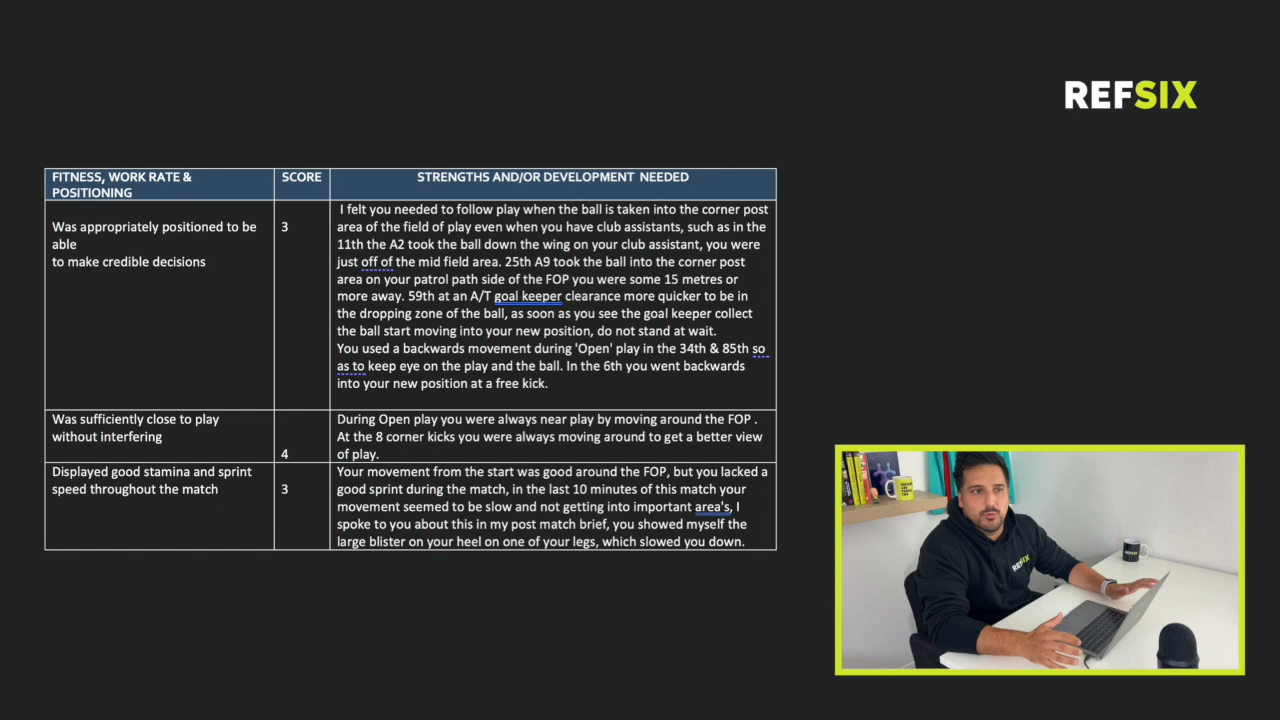 REFSIX
FITNESS, WORK RATE &
POSITIONING
SCORE
STRENGTHS AND/OR DEVELOPMENT NEEDED
Was appropriately positioned to be
able
to make credible decisions
3
I felt you needed to follow play when the ball is taken into the corner post
area of the field of play even when you have club assistants, such as in the
11th the A2 took the ball down the wing on your club assistant, you were
just off of the mid field area. 25th A9 took the ball into the corner post
area on your patrol path side of the FOP you were some 15 metres or
more away. 59th at an A/T goal keeper clearance more quicker to be in
the dropping zone of the ball, as soon as you see the goal keeper collect
the ball start moving into your new position, do not stand at wait.
You used a backwards movement during 'Open' play in the 34th & 85th so
as to keep eye on the play and the ball. In the 6th you went backwards
into your new position at a free kick.
Was sufficiently close to play
without interfering
4
During Open play you were always near play by moving around the FOP .
At the 8 corner kicks you were always moving around to get a better view
of play.
Displayed good stamina and sprint
speed throughout the match
3
Your movement from the start was good around the FOP, but you lacked a
good sprint during the match, in the last 10 minutes of this match your
movement seemed to be slow and not getting into important area's, I
spoke to you about this in my post match brief, you showed myself the
large blister on your heel on one of your legs, which slowed you down.
REFSIX
REFSIX